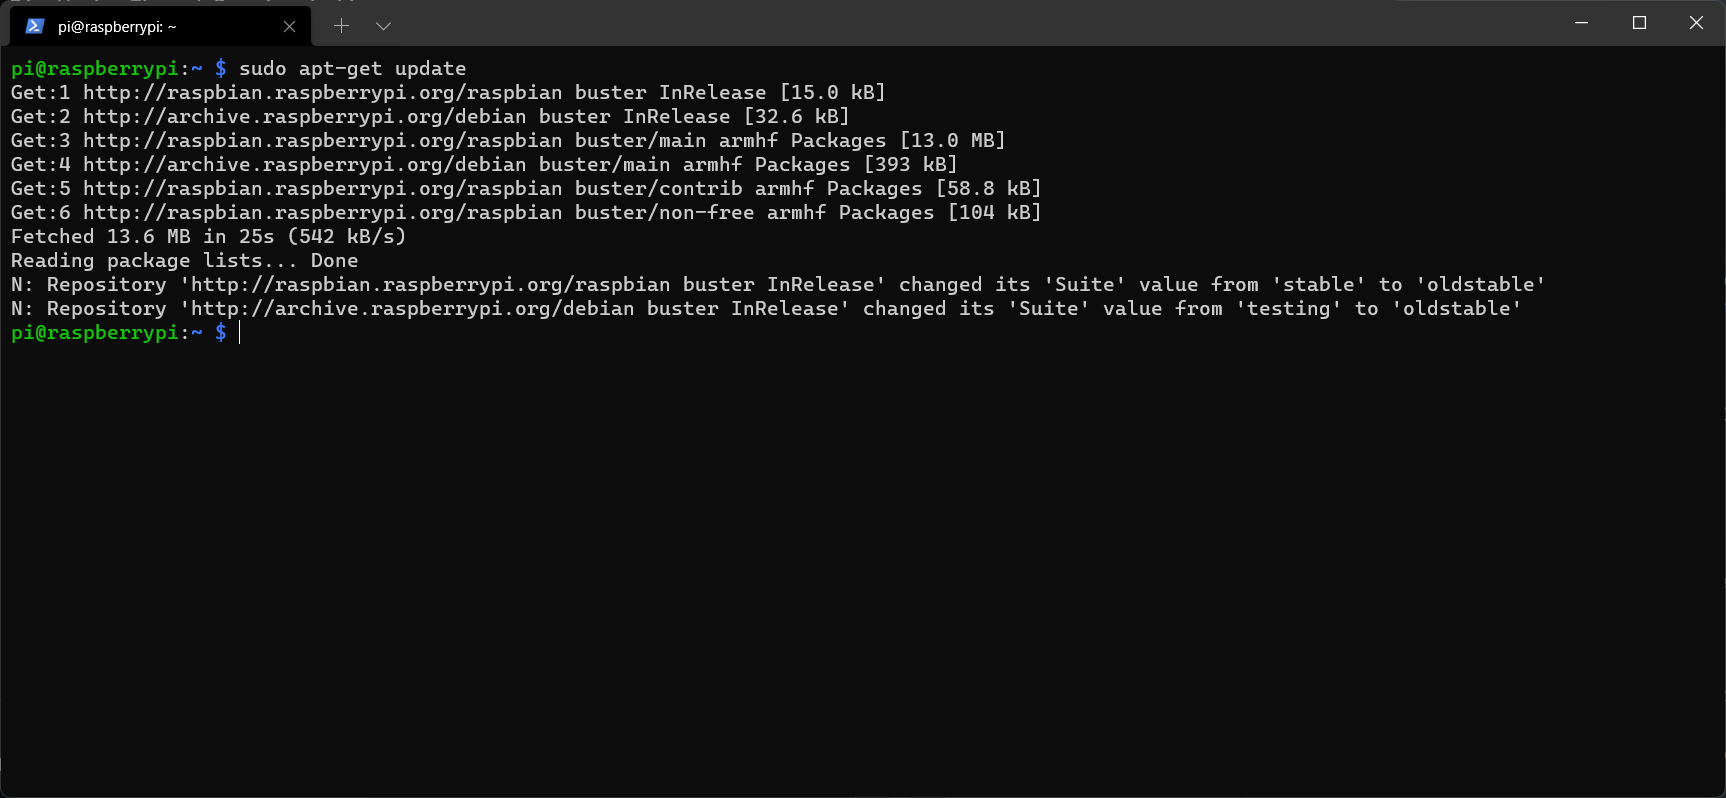 pi@raspberrypi: ~
pi@raspberrypi:~ $ sudo apt-get update
Get:1 http://raspbian.raspberrypi.org/raspbian buster InRelease [15.0 kB]
Get:2 http://archive.raspberrypi.org/debian buster InRelease [32.6 kB]
Get:3 http://raspbian.raspberrypi.org/raspbian buster/main armhf Packages [13.0 MB]
Get:4 http://archive.raspberrypi.org/debian buster/main armhf Packages [393 kB]
Get:5 http://raspbian.raspberrypi.org/raspbian buster/contrib armhf Packages [58.8 kB]
Get:6 http://raspbian.raspberrypi.org/raspbian buster/non-free armhf Packages [104 kB]
Fetched 13.6 MB in 25s (542 kB/s)
Reading package lists... Done
N: Repository 'http://raspbian.raspberrypi.org/raspbian buster InRelease' changed its 'Suite' value from 'stable' to 'oldstable'
N: Repository 'http://archive.raspberrypi.org/debian buster InRelease' changed its 'Suite' value from 'testing' to 'oldstable'
pi@raspberrypi:~ $